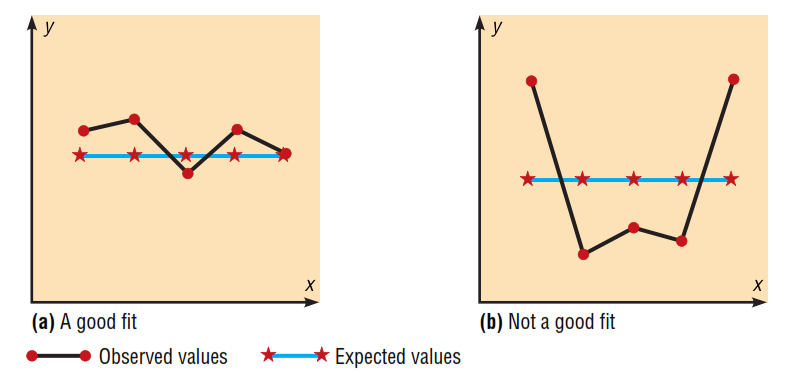 y
x
(a) A good fit
y
x
(b) Not a good fit
Observed values
Expected values